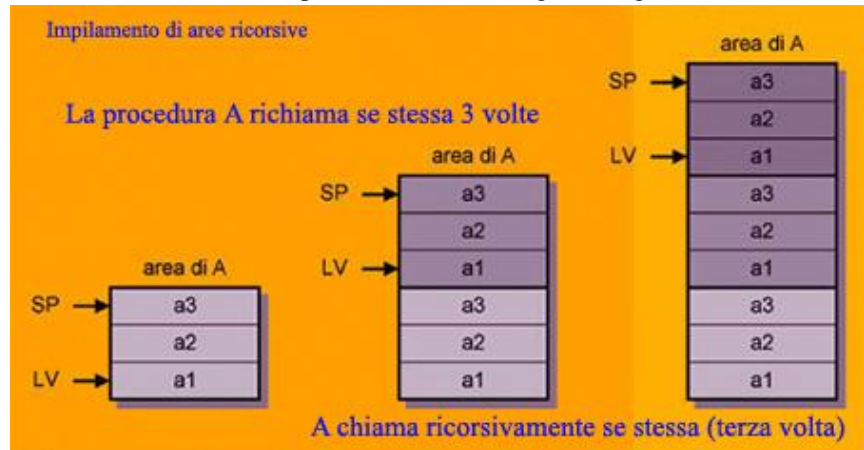 Impilamento di aree ricorsive
La procedura A richiama se stessa 3 volte
area di A
SP
a3
a2
LV
a1
area di A
SP
a3
a2
LV
a1
a3
a2
a1
area di A
SP
a3
a2
LV
a1
a3
a2
a1
a3
a2
a1
A chiama ricorsivamente se stessa (terza volta)